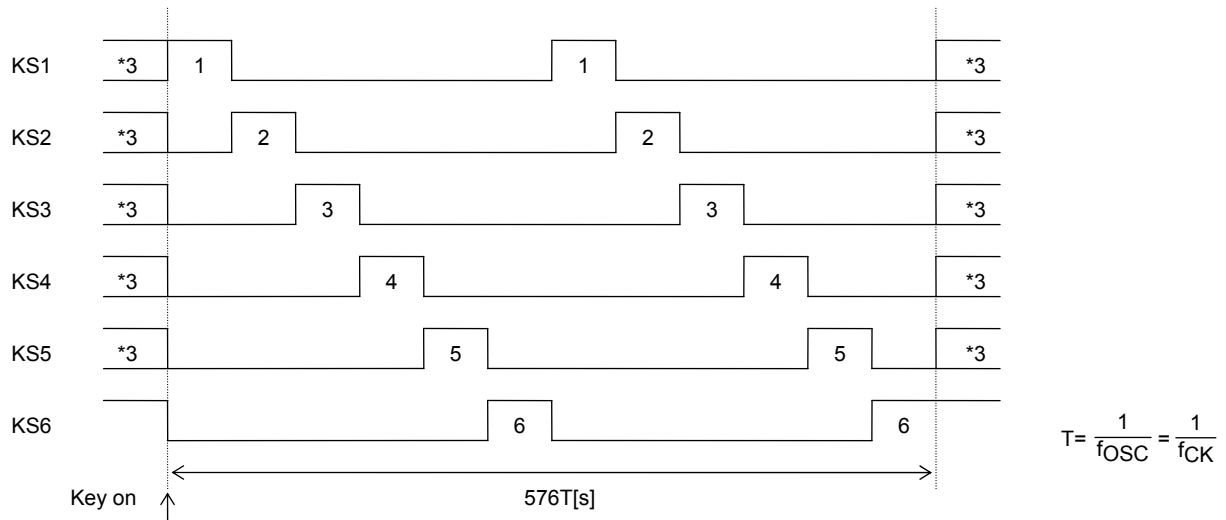 KS1 *3 1 1 *3
KS2 *3 2 2 *3
KS3 *3 3 3 *3
KS4 *3 4 4 *3
KS5 *3 5 5 *3
KS6 6 6
T= 1/fOSC = 1/fCK
Key on 576T[s]